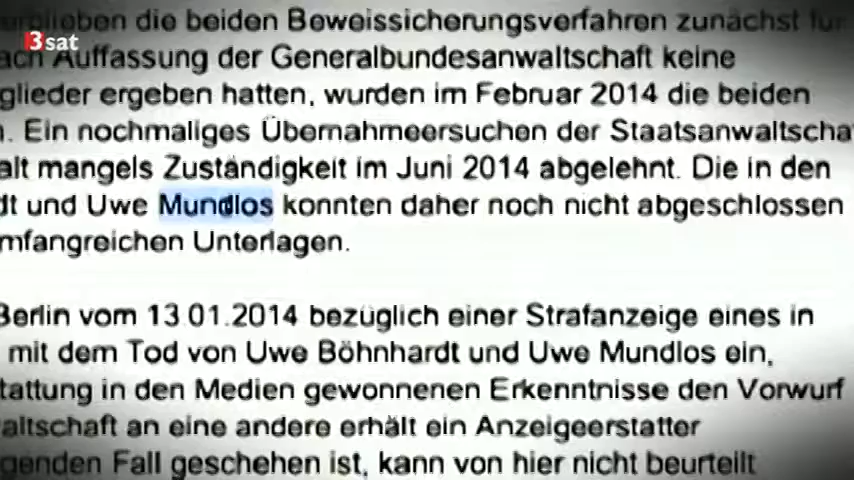 3sat
verblieben die beiden Beweissicherungsverfahren zunächst für
ach Auffassung der Generalbundesanwaltschaft keine
glieder ergeben hatten, wurden im Februar 2014 die beiden
n. Ein nochmaliges Übernahmeersuchen der Staatsanwaltscha
alt mangels Zuständigkeit im Juni 2014 abgelehnt. Die in den
dt und Uwe Mundlos konnten daher noch nicht abgeschlossen
mfangreichen Unterlagen.
Berlin vom 13.01.2014 bezüglich einer Strafanzeige eines in
mit dem Tod von Uwe Böhnhardt und Uwe Mundlos ein,
tattung in den Medien gewonnenen Erkenntnisse den Vorwurf
altschaft an eine andere erhält ein Anzeigeerstatter
genden Fall geschehen ist, kann von hier nicht beurteilt